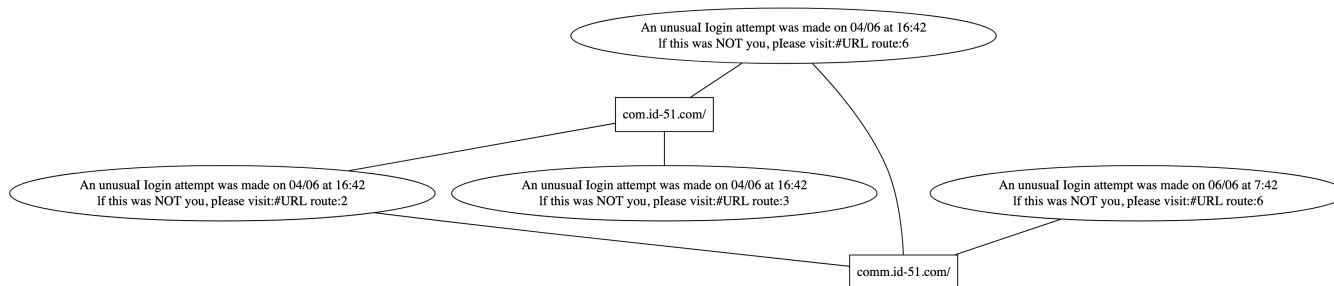 An unusuaI Iogin attempt was made on 04/06 at 16:42
lf this was NOT you, pIease visit:#URL route:6
com.id-51.com/
An unusuaI Iogin attempt was made on 04/06 at 16:42
lf this was NOT you, pIease visit:#URL route:2
An unusuaI Iogin attempt was made on 04/06 at 16:42
lf this was NOT you, pIease visit:#URL route:3
An unusuaI Iogin attempt was made on 06/06 at 7:42
lf this was NOT you, pIease visit:#URL route:6
comm.id-51.com/